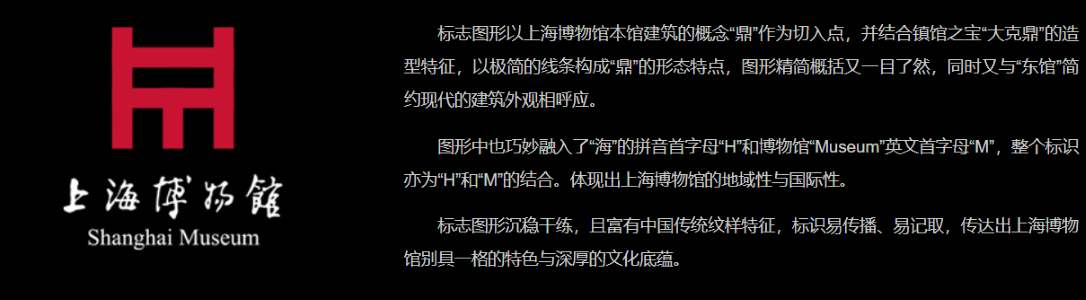 上海博物館
Shanghai Museum
标志图形以上海博物馆本馆建筑的概念“鼎”作为切入点，并结合镇馆之宝“大克鼎”的造
型特征，以极简的线条构成“鼎”的形态特点，图形精简概括又一目了然，同时又与“东馆”简
约现代的建筑外观相呼应。
图形中也巧妙融入了“海”的拼音首字母“H”和博物馆“Museum”英文首字母“M”，整个标识
亦为“H”和“M”的结合。体现出上海博物馆的地域性与国际性。
标志图形沉稳干练，且富有中国传统纹样特征，标识易传播、易记取，传达出上海博物
馆别具一格的特色与深厚的文化底蕴。